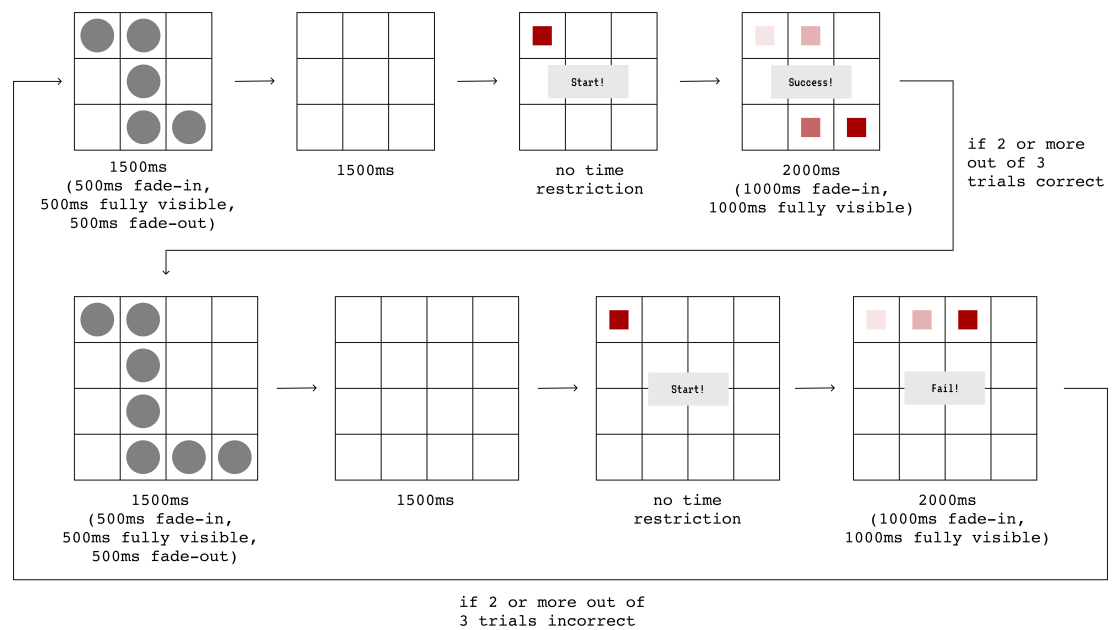 Start!
Success!
1500ms
(500ms fade-in,
500ms fully visible,
500ms fade-out)
1500ms
no time
restriction
2000ms
(1000ms fade-in,
1000ms fully visible)
if 2 or more
out of 3
trials correct
Start!
Fail!
1500ms
(500ms fade-in,
500ms fully visible,
500ms fade-out)
1500ms
no time
restriction
2000ms
(1000ms fade-in,
1000ms fully visible)
if 2 or more out of
3 trials incorrect